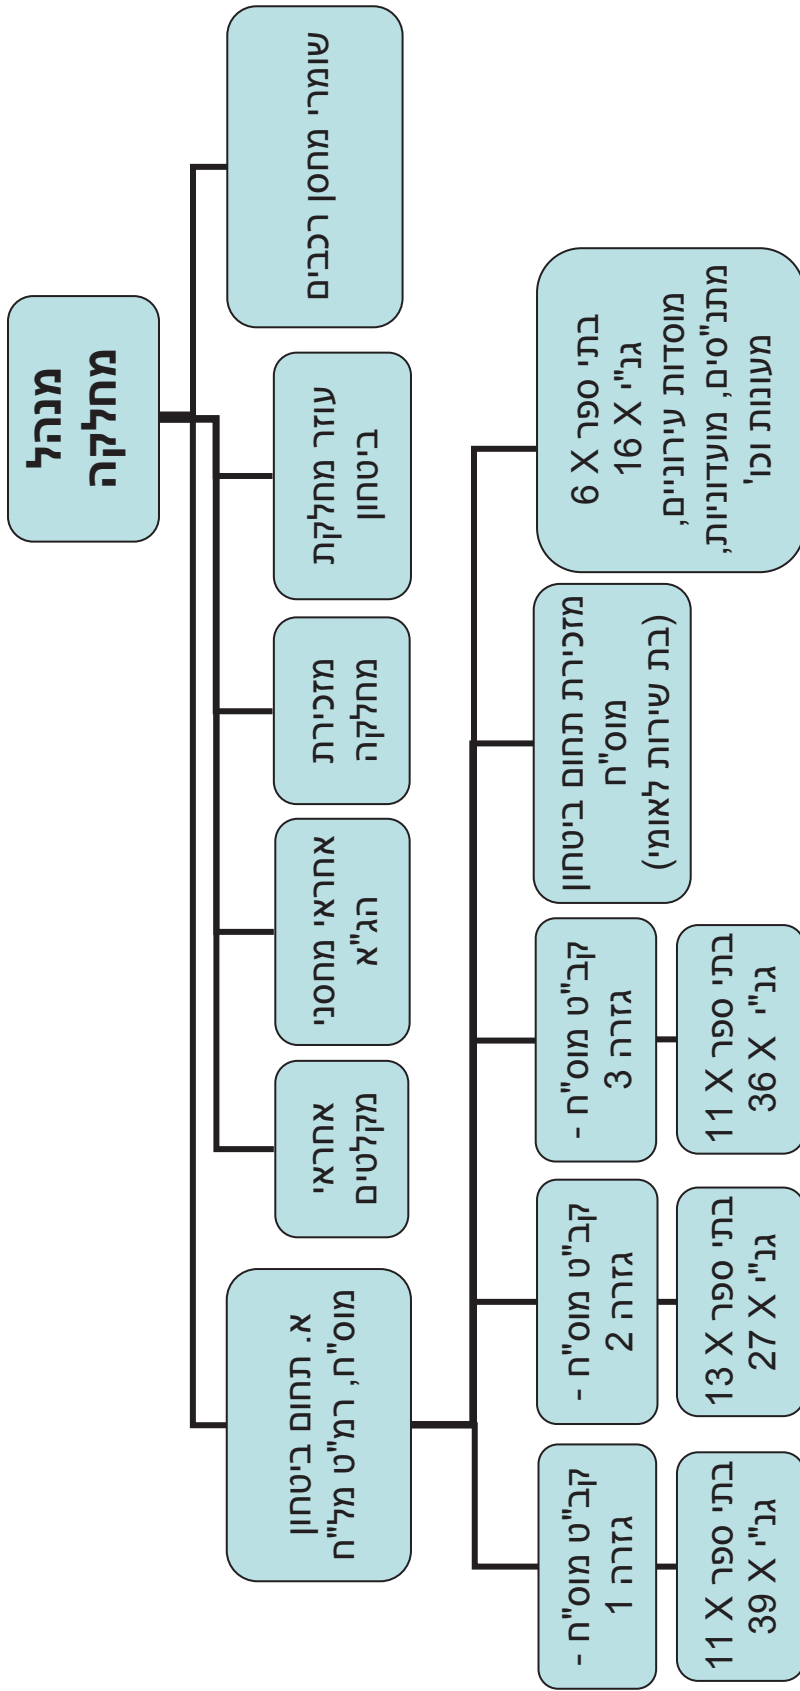 מנהל
מחלקה
שומרי מחסן רכבים
עוזר מחלקת
ביטחון
מזכירת
מחלקה
אחראי מחסני
הג"א
אחראי
מקלטים
א. תחום ביטחון
מוס"ח, רמ"ט מל"ח
בתי ספר X 6
גנ"י X 16
מוסדות עירוניים,
מתנ"סים, מועדוניות,
מעונות וכו'
מזכירת תחום ביטחון
מוס"ח
(בת שירות לאומי)
קב"ט מוס"ח -
גזרה 3
קב"ט מוס"ח -
גזרה 2
קב"ט מוס"ח -
גזרה 1
בתי ספר X 11
גנ"י X 36
בתי ספר X 13
גנ"י X 27
בתי ספר X 11
גנ"י X 39